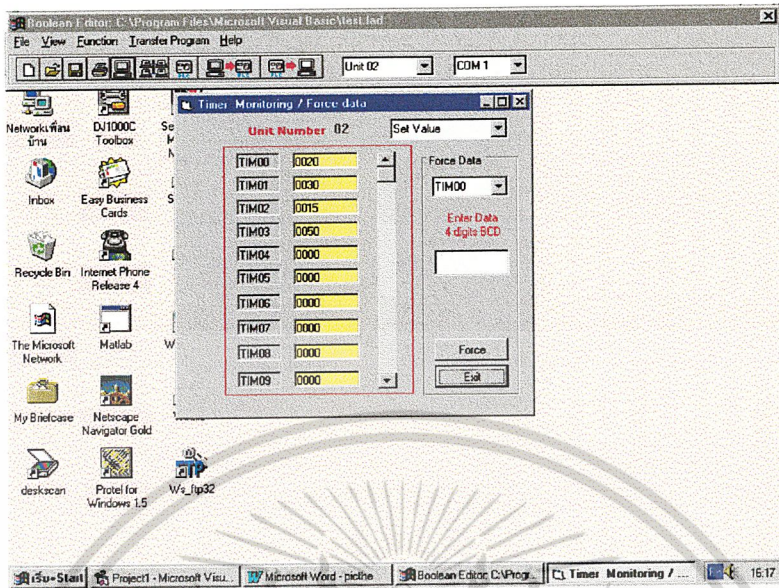 Boolean Editor: C:\Program Files\Microsoft Visual Basic\test.lad
File View Function Transfer Program Help
Unit 02
COM 1
Timer Monitoring / Force data
Unit Number 02
Set Value
TIM00 0020
TIM01 0030
TIM02 0015
TIM03 0050
TIM04 0000
TIM05 0000
TIM06 0000
TIM07 0000
TIM08 0000
TIM09 0000
Force Data
TIM00
Enter Data
4 digits BCD
Force
Exit
Networkเพื่อน
บ้าน
DJ1000C
Toolbox
Se
M
N
Inbox
Easy Business
Cards
S
Recycle Bin
Internet Phone
Release 4
The Microsoft
Network
Matlab
W
My Briefcase
Netscape
Navigator Gold
deskscan
Protel for
Windows 1.5
Ws_ftp32
เริ่ม-Start
Project1 - Microsoft Visu...
Microsoft Word - picthe
Boolean Editor: C:\Progr...
Timer Monitoring / ...
15:17